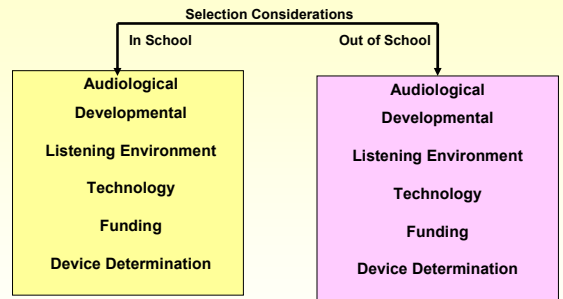 Selection Considerations
In School
Out of School
Audiological
Developmental
Listening Environment
Technology
Funding
Device Determination
Audiological
Developmental
Listening Environment
Technology
Funding
Device Determination